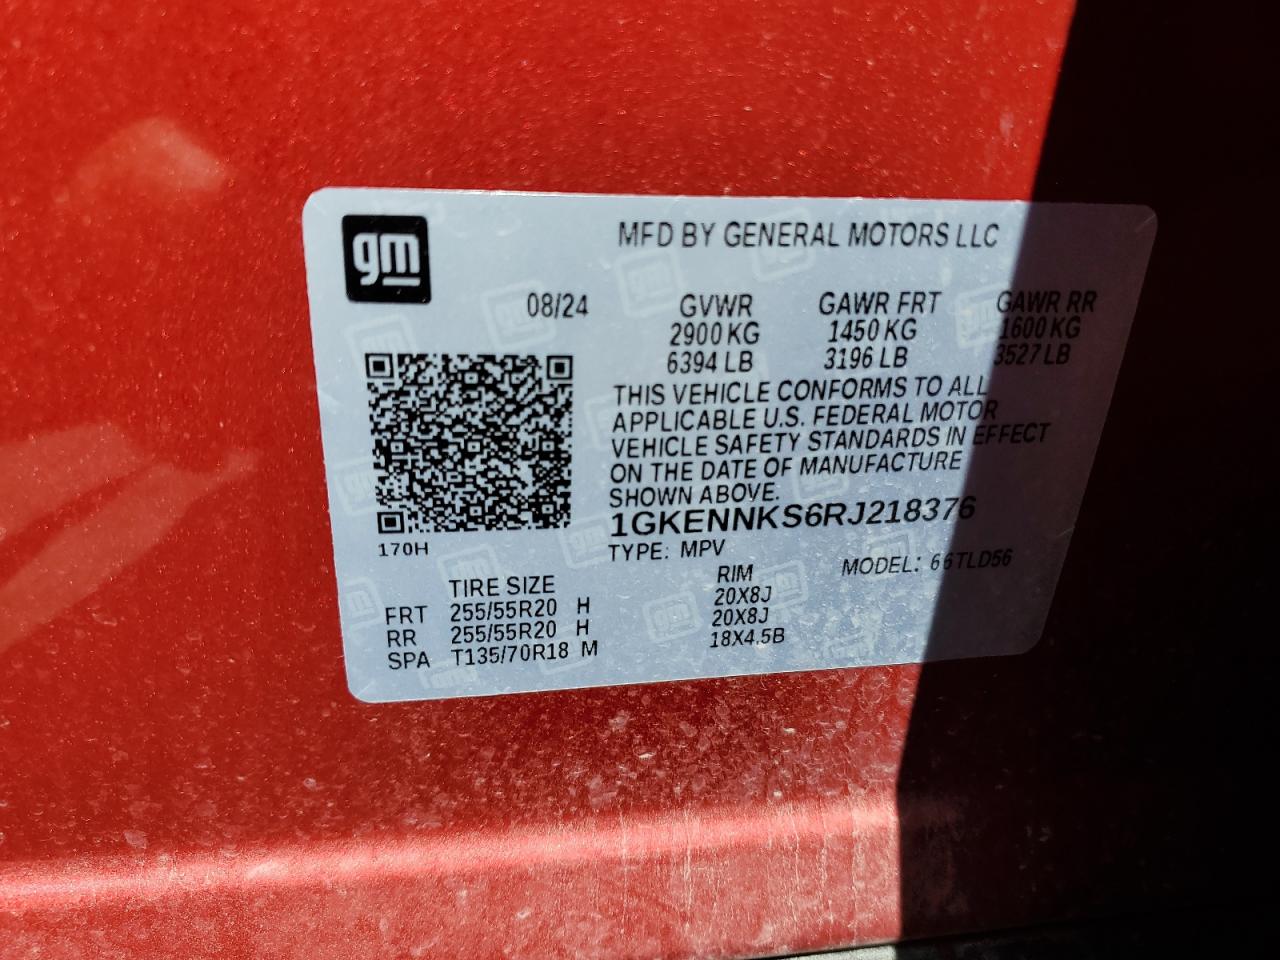 gm
MFD BY GENERAL MOTORS LLC
08/24 GVWR GAWR FRT GAWR RR
2900 KG 1450 KG 1600 KG
6394 LB 3196 LB 3527 LB
THIS VEHICLE CONFORMS TO ALL
APPLICABLE U.S. FEDERAL MOTOR
VEHICLE SAFETY STANDARDS IN EFFECT
ON THE DATE OF MANUFACTURE
SHOWN ABOVE.
1GKENNKS6RJ218376
170H
TYPE: MPV MODEL: 66TLD56
TIRE SIZE RIM
FRT 255/55R20 H 20X8J
RR 255/55R20 H 20X8J
SPA T135/70R18 M 18X4.5B